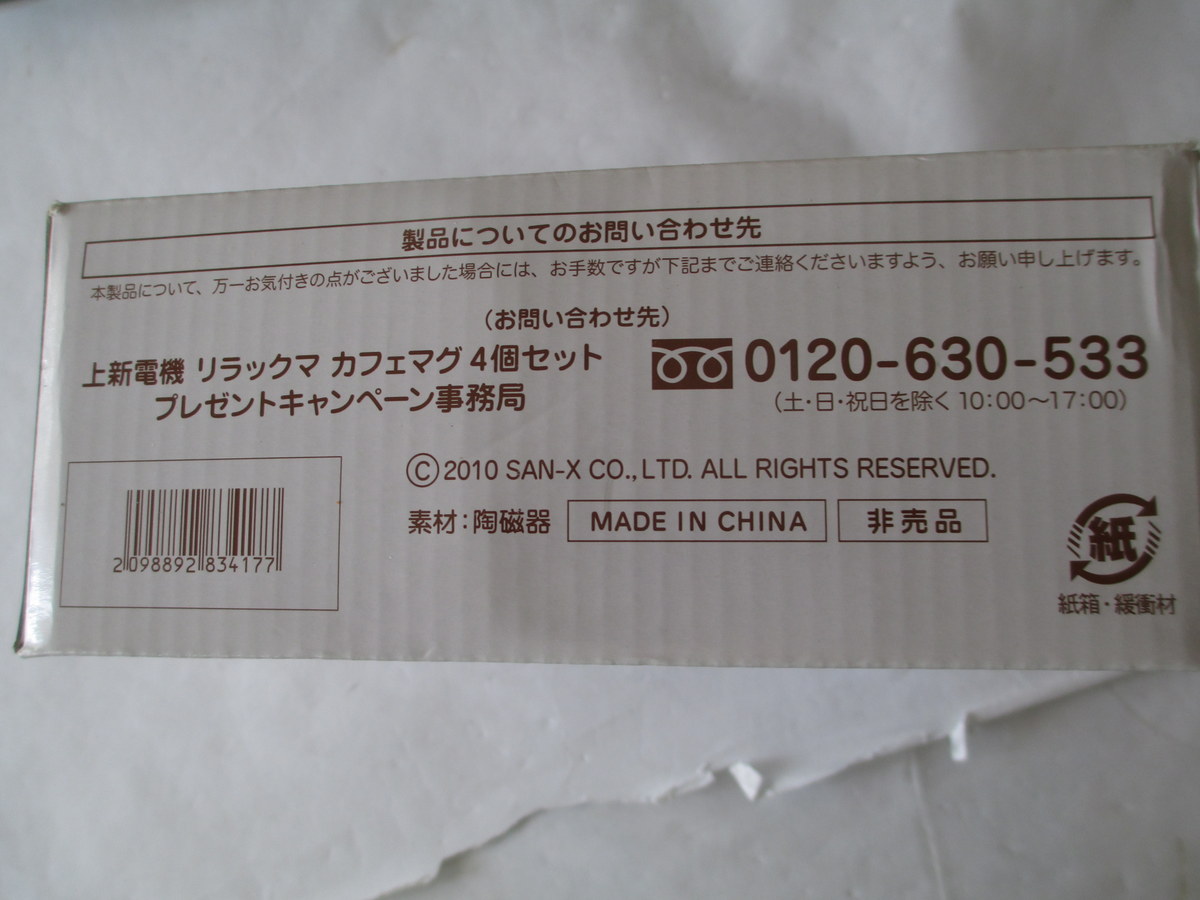 製品についてのお問い合わせ先
本製品について、万一お気付きの点がございました場合には、お手数ですが下記までご連絡くださいますよう、お願い申し上げます。
（お問い合わせ先）
上新電機 リラックマ カフェマグ 4個セット
プレゼントキャンペーン事務局
0120-630-533
（土・日・祝日を除く 10:00～17:00）
Ⓒ2010 SAN-X CO.,LTD. ALL RIGHTS RESERVED.
素材：陶磁器 MADE IN CHINA 非売品
2098892834177
紙
紙箱・緩衝材